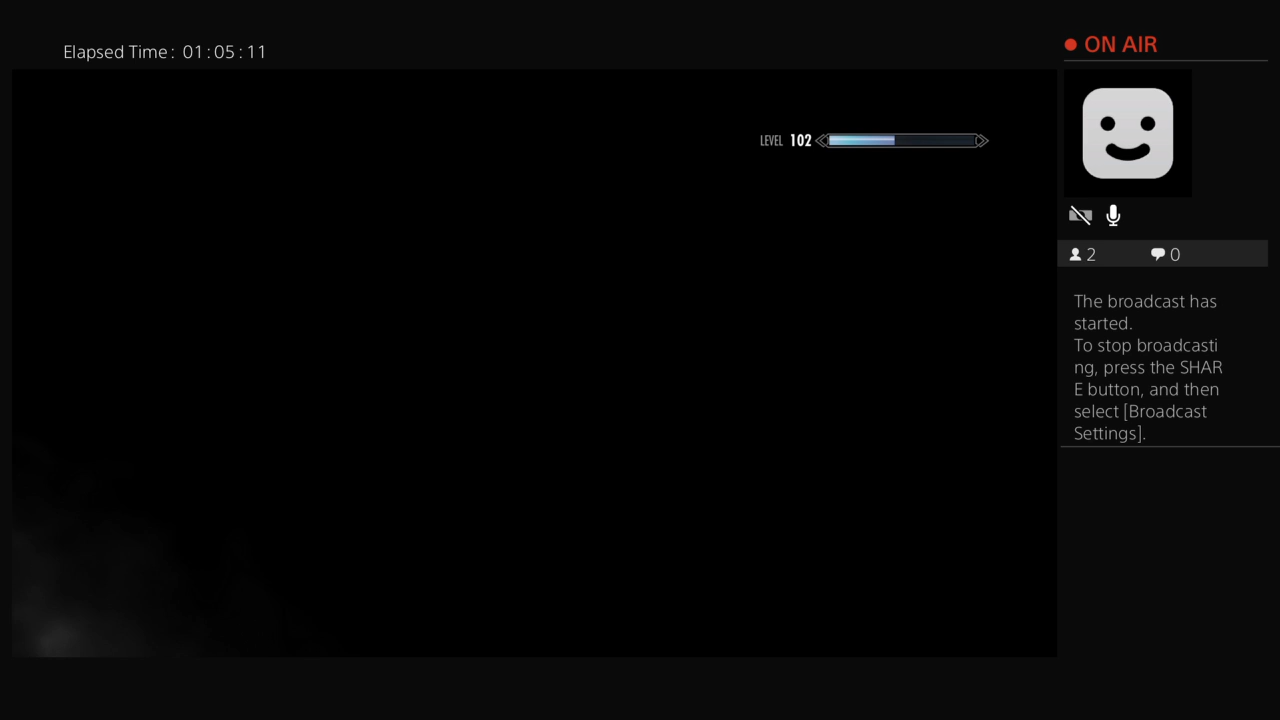 Elapsed Time: 01:05:11
ON AIR
LEVEL 102
2
0
The broadcast has
started.
To stop broadcasti
ng, press the SHAR
E button, and then
select [Broadcast
Settings].